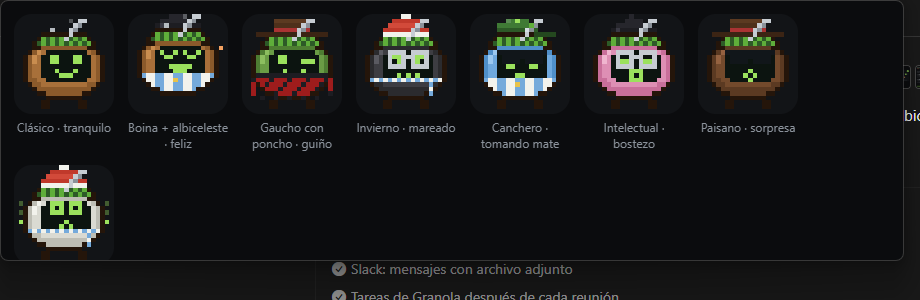 Clásico · tranquilo
Boina + albiceleste
· feliz
Gaucho con
poncho · guiño
Invierno · mareado
Canchero ·
tomando mate
Intelectual ·
bostezo
Paisano · sorpresa
bio
Slack: mensajes con archivo adjunto
Tareas de Granola después de cada reunión